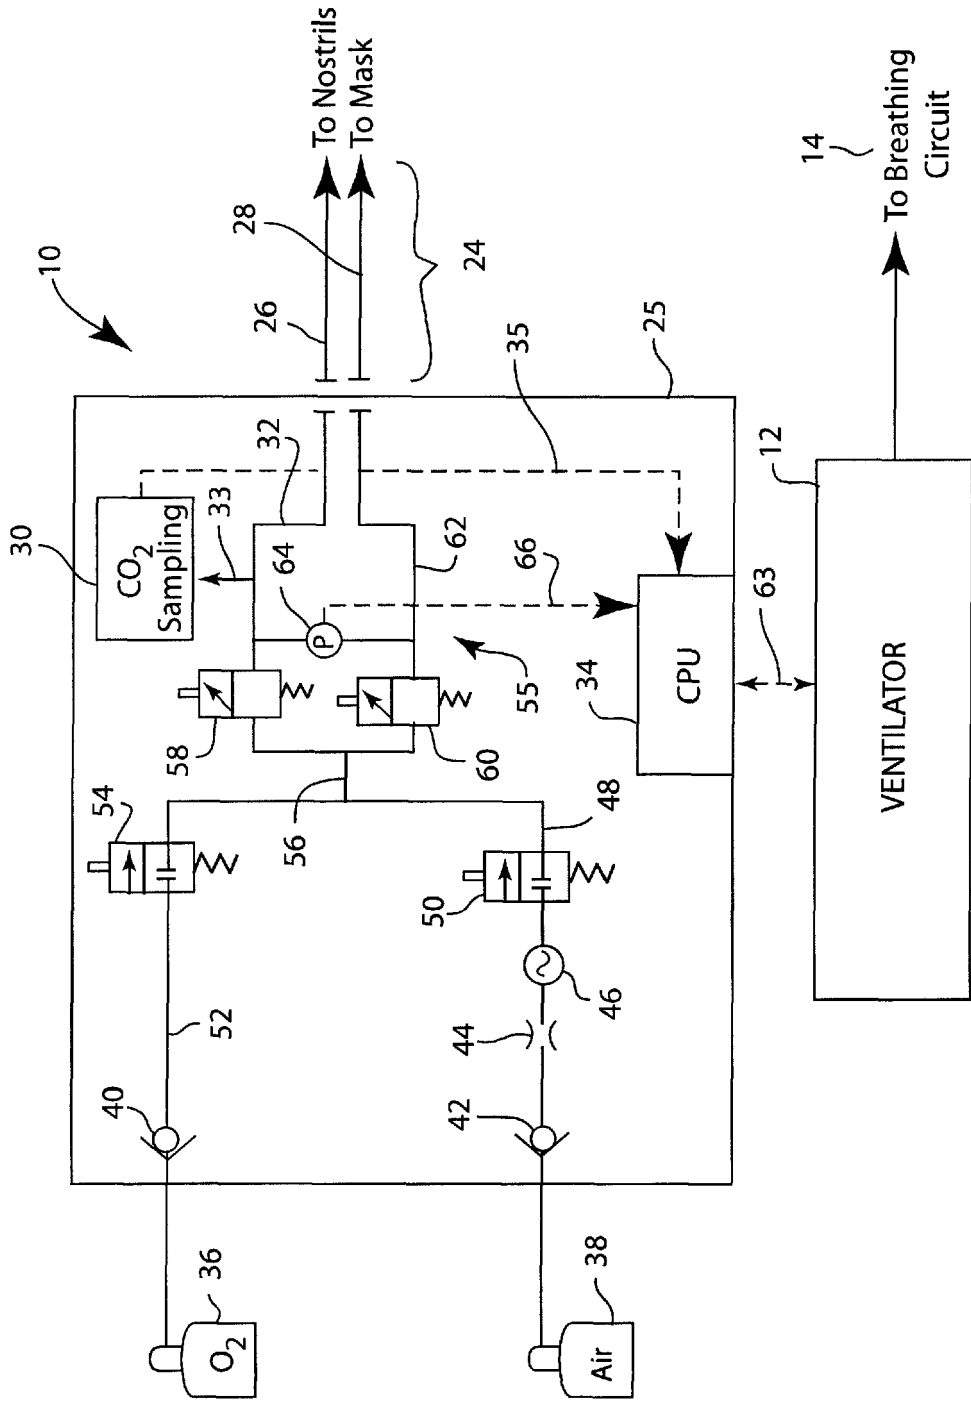 10
To Nostrils
To Mask
26
28
24
14
To Breathing
Circuit
30
CO2
Sampling
33
32
64
P
62
35
25
66
55
58
60
56
54
34
CPU
63
12
VENTILATOR
50
48
46
44
52
40
42
36
O2
38
Air